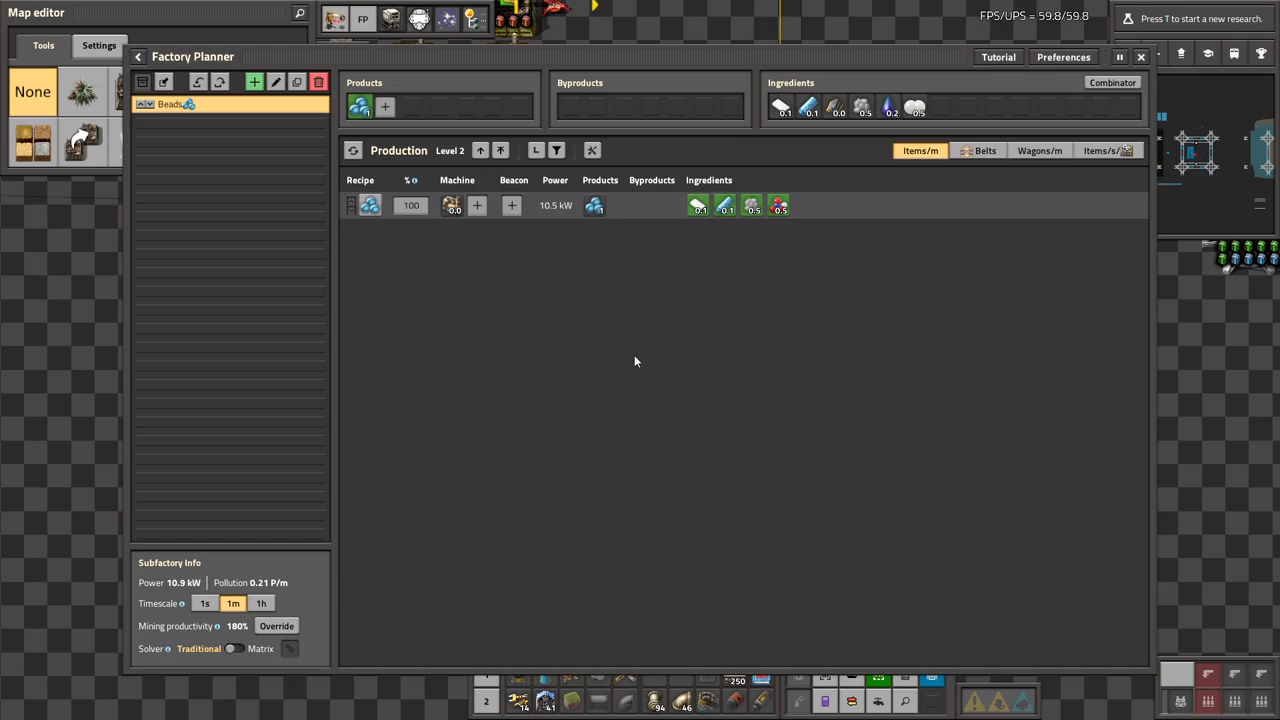 Map editor
FP
FPS/UPS = 59.8/59.8
Press T to start a new research.
Tools
Settings
Factory Planner
Tutorial
Preferences
Products
Byproducts
Ingredients
Combinator
None
Beads
1
0.1
0.1
0.0
0.5
0.2
0.5
Production
Level 2
L
Items/m
Belts
Wagons/m
Items/s/
Recipe
%
Machine
Beacon
Power
Products
Byproducts
Ingredients
100
0.0
10.5 kW
1
0.1
0.1
0.5
0.5
Subfactory Info
Power 10.9 kW
Pollution 0.21 P/m
Timescale
1s
1m
1h
Mining productivity
180%
Override
Solver
Traditional
Matrix
1
250
2
14
41
94
46